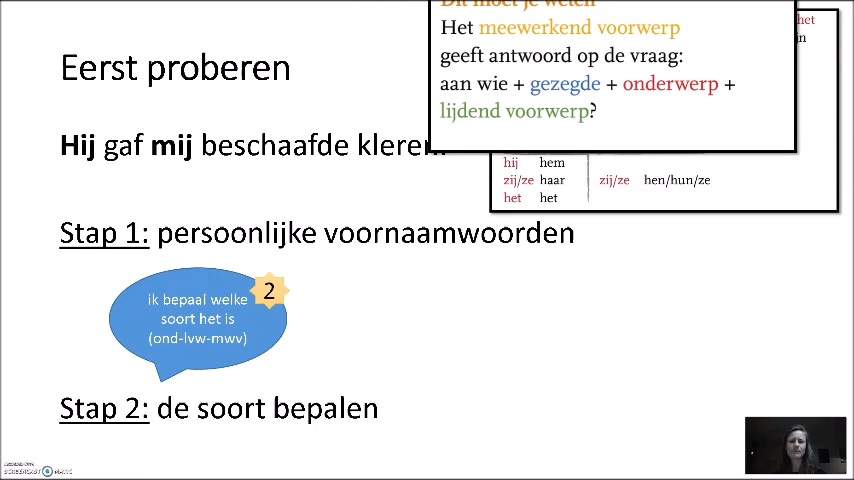 Dit moet je weten
Het meewerkend voorwerp
geeft antwoord op de vraag:
aan wie + gezegde + onderwerp +
lijdend voorwerp?
het
Eerst proberen
Hij gaf mij beschaafde kleren.
hij hem
zij/ze haar zij/ze hen/hun/ze
het het
Stap 1: persoonlijke voornaamwoorden
2
ik bepaal welke
soort het is
(ond-lvw-mwv)
Stap 2: de soort bepalen
SCREENCAST MATIC